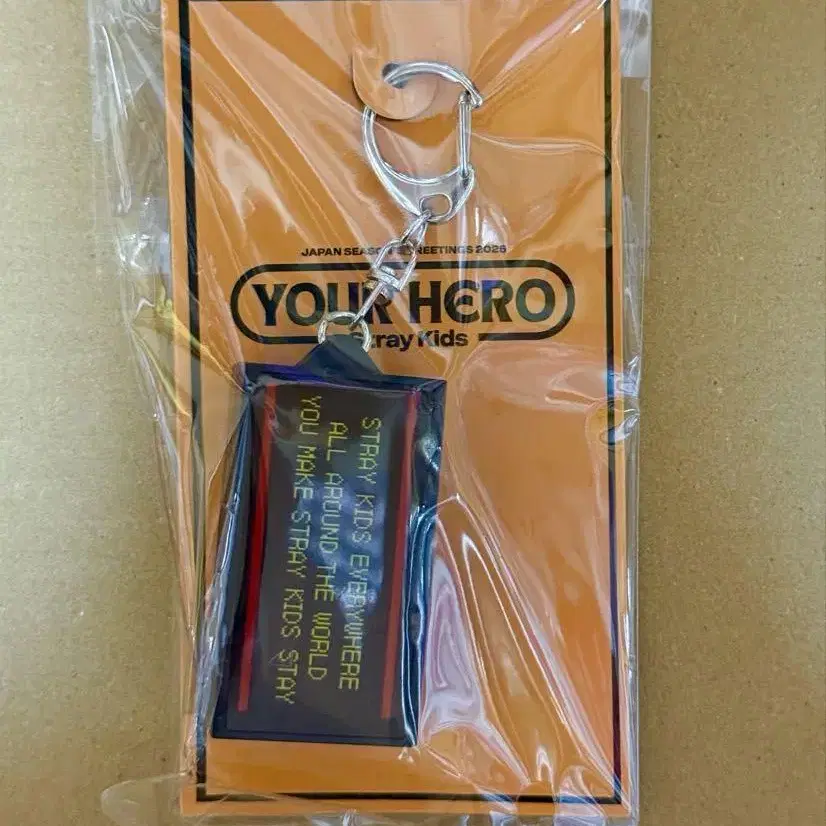 JAPAN SEASON'S GREETINGS 2026
YOUR HERO
Stray Kids
STRAY KIDS EVERYWHERE
ALL AROUND THE WORLD
YOU MAKE STRAY KIDS STAY